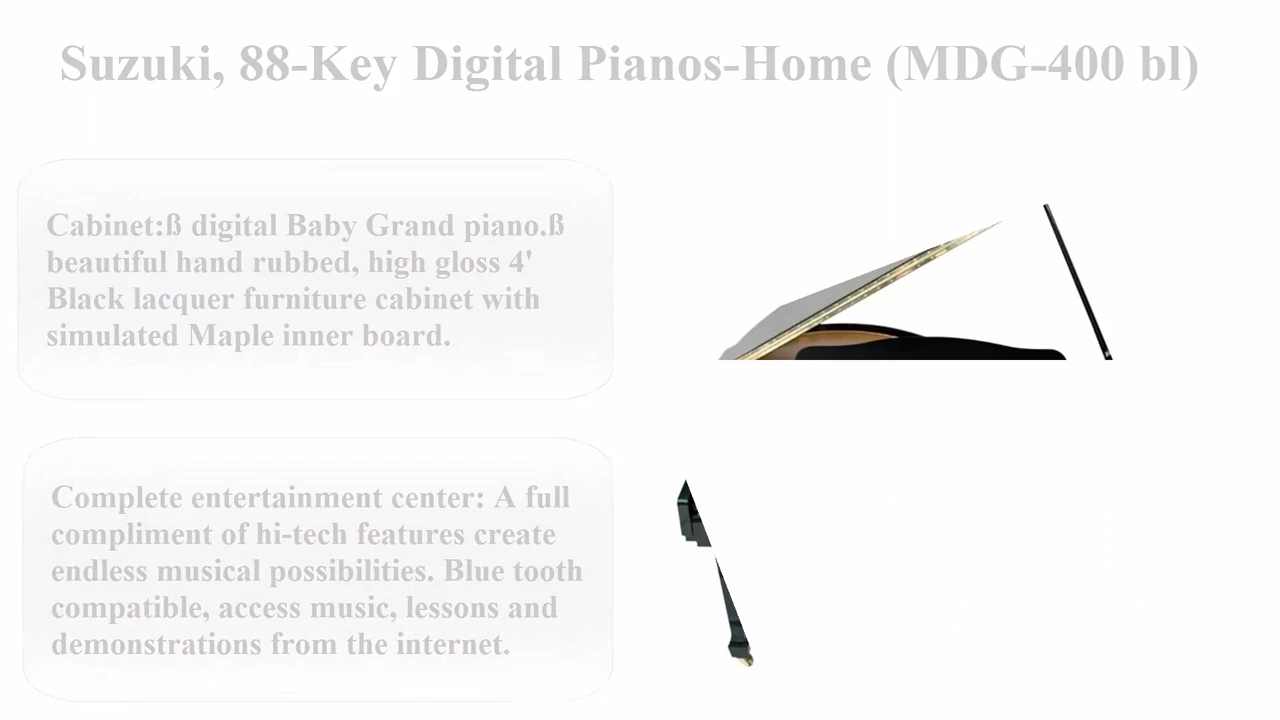 Suzuki, 88-Key Digital Pianos-Home (MDG-400 bl)
Cabinet:ß digital Baby Grand piano.ß
beautiful hand rubbed, high gloss 4'
Black lacquer furniture cabinet with
simulated Maple inner board.
Complete entertainment center: A full
compliment of hi-tech features create
endless musical possibilities. Blue tooth
compatible, access music, lessons and
demonstrations from the internet.